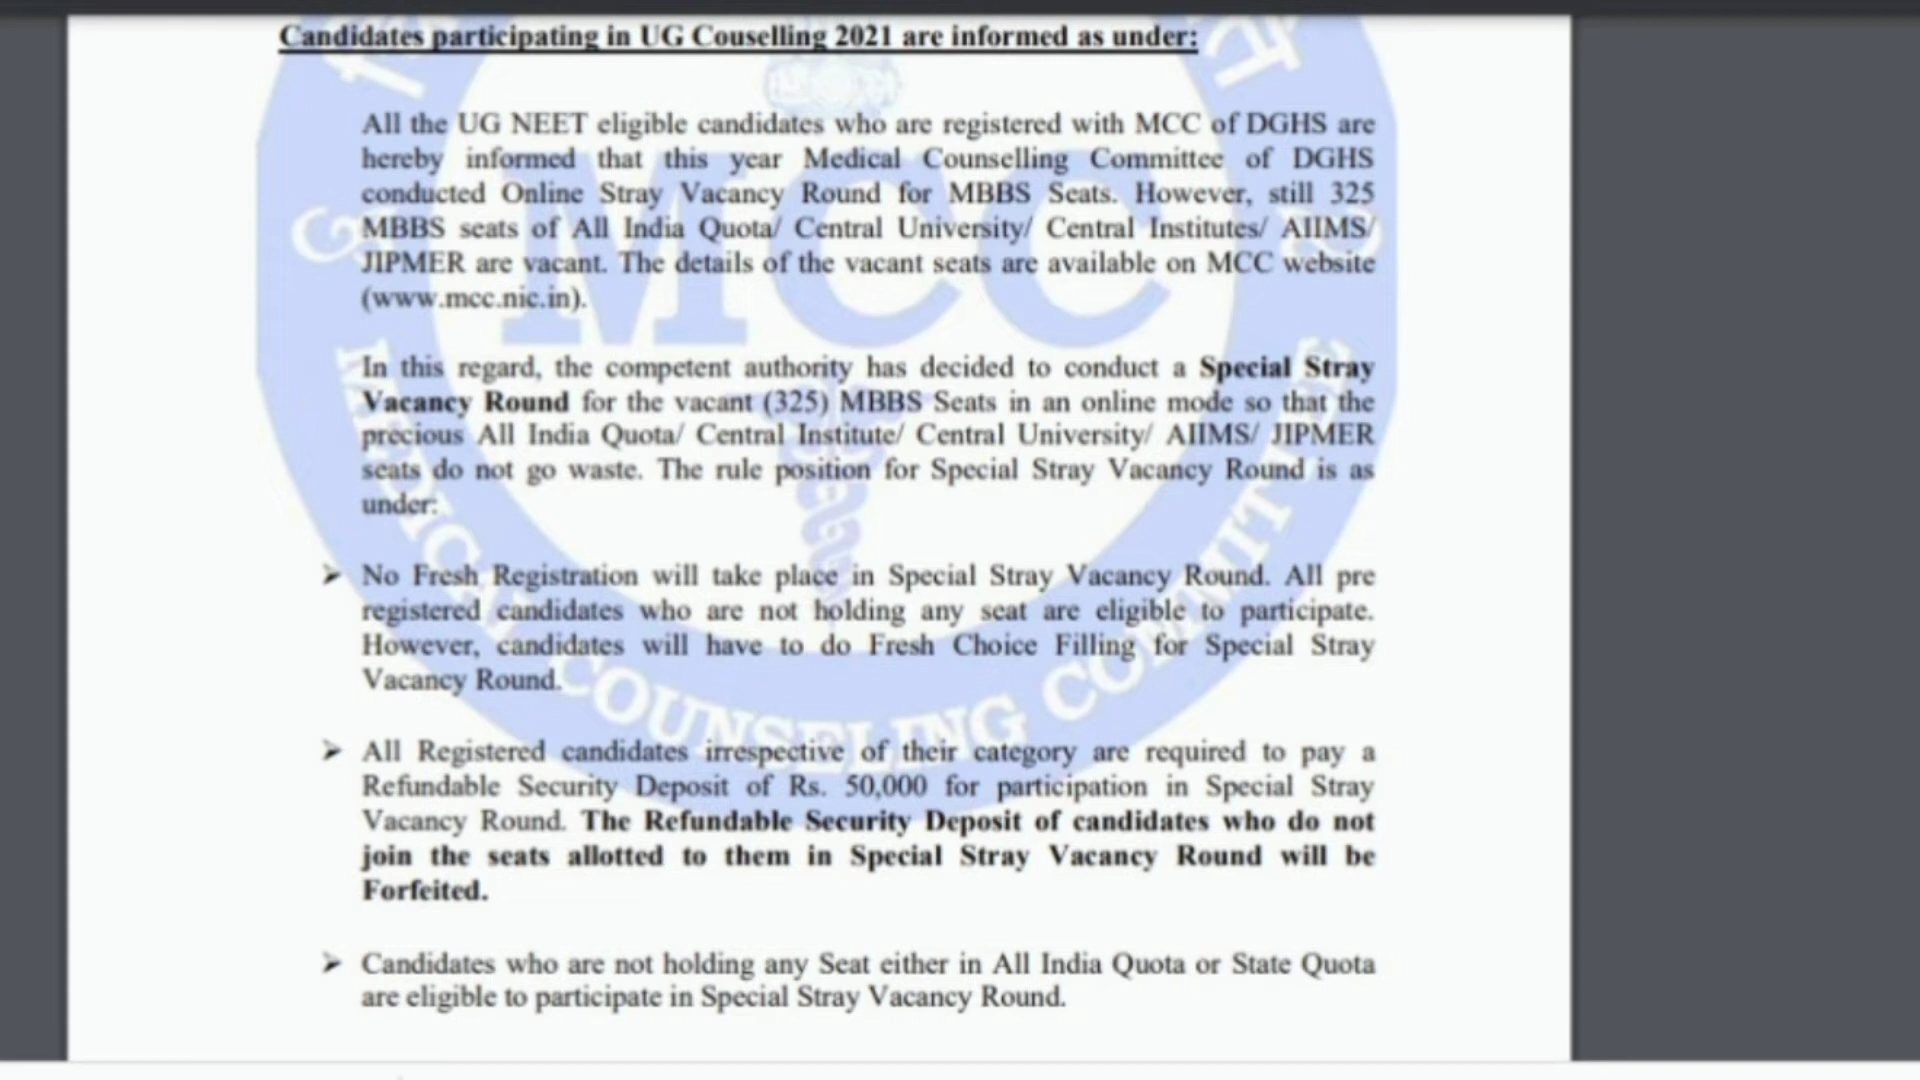 Candidates participating in UG Couselling 2021 are informed as under:
All the UG NEET eligible candidates who are registered with MCC of DGHS are
hereby informed that this year Medical Counselling Committee of DGHS
conducted Online Stray Vacancy Round for MBBS Seats. However, still 325
MBBS seats of All India Quota/ Central University/ Central Institutes/ AIIMS/
JIPMER are vacant. The details of the vacant seats are available on MCC website
(www.mcc.nic.in).
In this regard, the competent authority has decided to conduct a Special Stray
Vacancy Round for the vacant (325) MBBS Seats in an online mode so that the
precious All India Quota/ Central Institute/ Central University/ AIIMS/ JIPMER
seats do not go waste. The rule position for Special Stray Vacancy Round is as
under:
➤ No Fresh Registration will take place in Special Stray Vacancy Round. All pre
registered candidates who are not holding any seat are eligible to participate.
However, candidates will have to do Fresh Choice Filling for Special Stray
Vacancy Round.
➤ All Registered candidates irrespective of their category are required to pay a
Refundable Security Deposit of Rs. 50,000 for participation in Special Stray
Vacancy Round. The Refundable Security Deposit of candidates who do not
join the seats allotted to them in Special Stray Vacancy Round will be
Forfeited.
➤ Candidates who are not holding any Seat either in All India Quota or State Quota
are eligible to participate in Special Stray Vacancy Round.
MCC
COUNSELING COMMITTEE